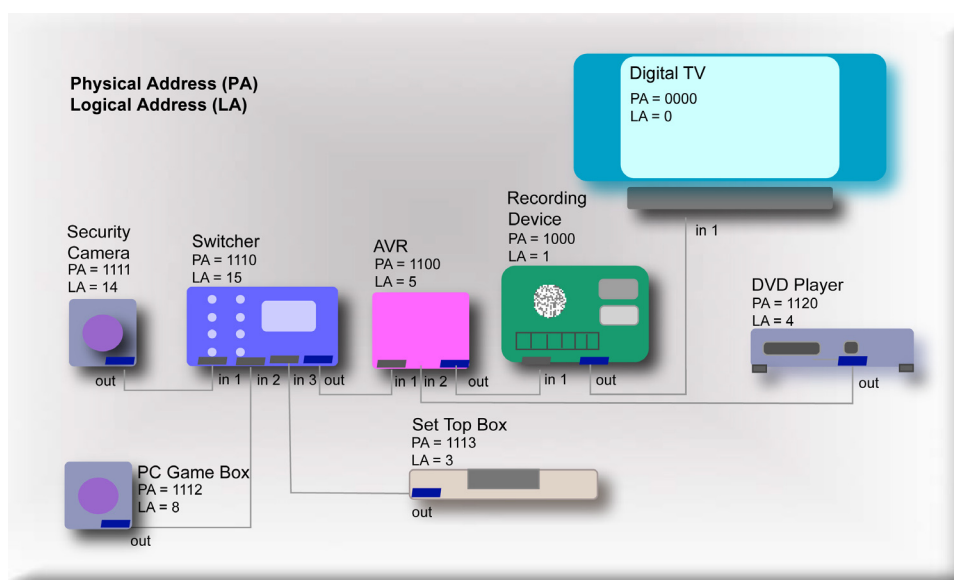 Physical Address (PA)
Logical Address (LA)
Digital TV
PA = 0000
LA = 0
in 1
Recording
Device
PA = 1000
LA = 1
in 1
out
AVR
PA = 1100
LA = 5
in 1
in 2
out
Switcher
PA = 1110
LA = 15
in 1
in 2
in 3
out
Security
Camera
PA = 1111
LA = 14
out
DVD Player
PA = 1120
LA = 4
out
Set Top Box
PA = 1113
LA = 3
out
PC Game Box
PA = 1112
LA = 8
out